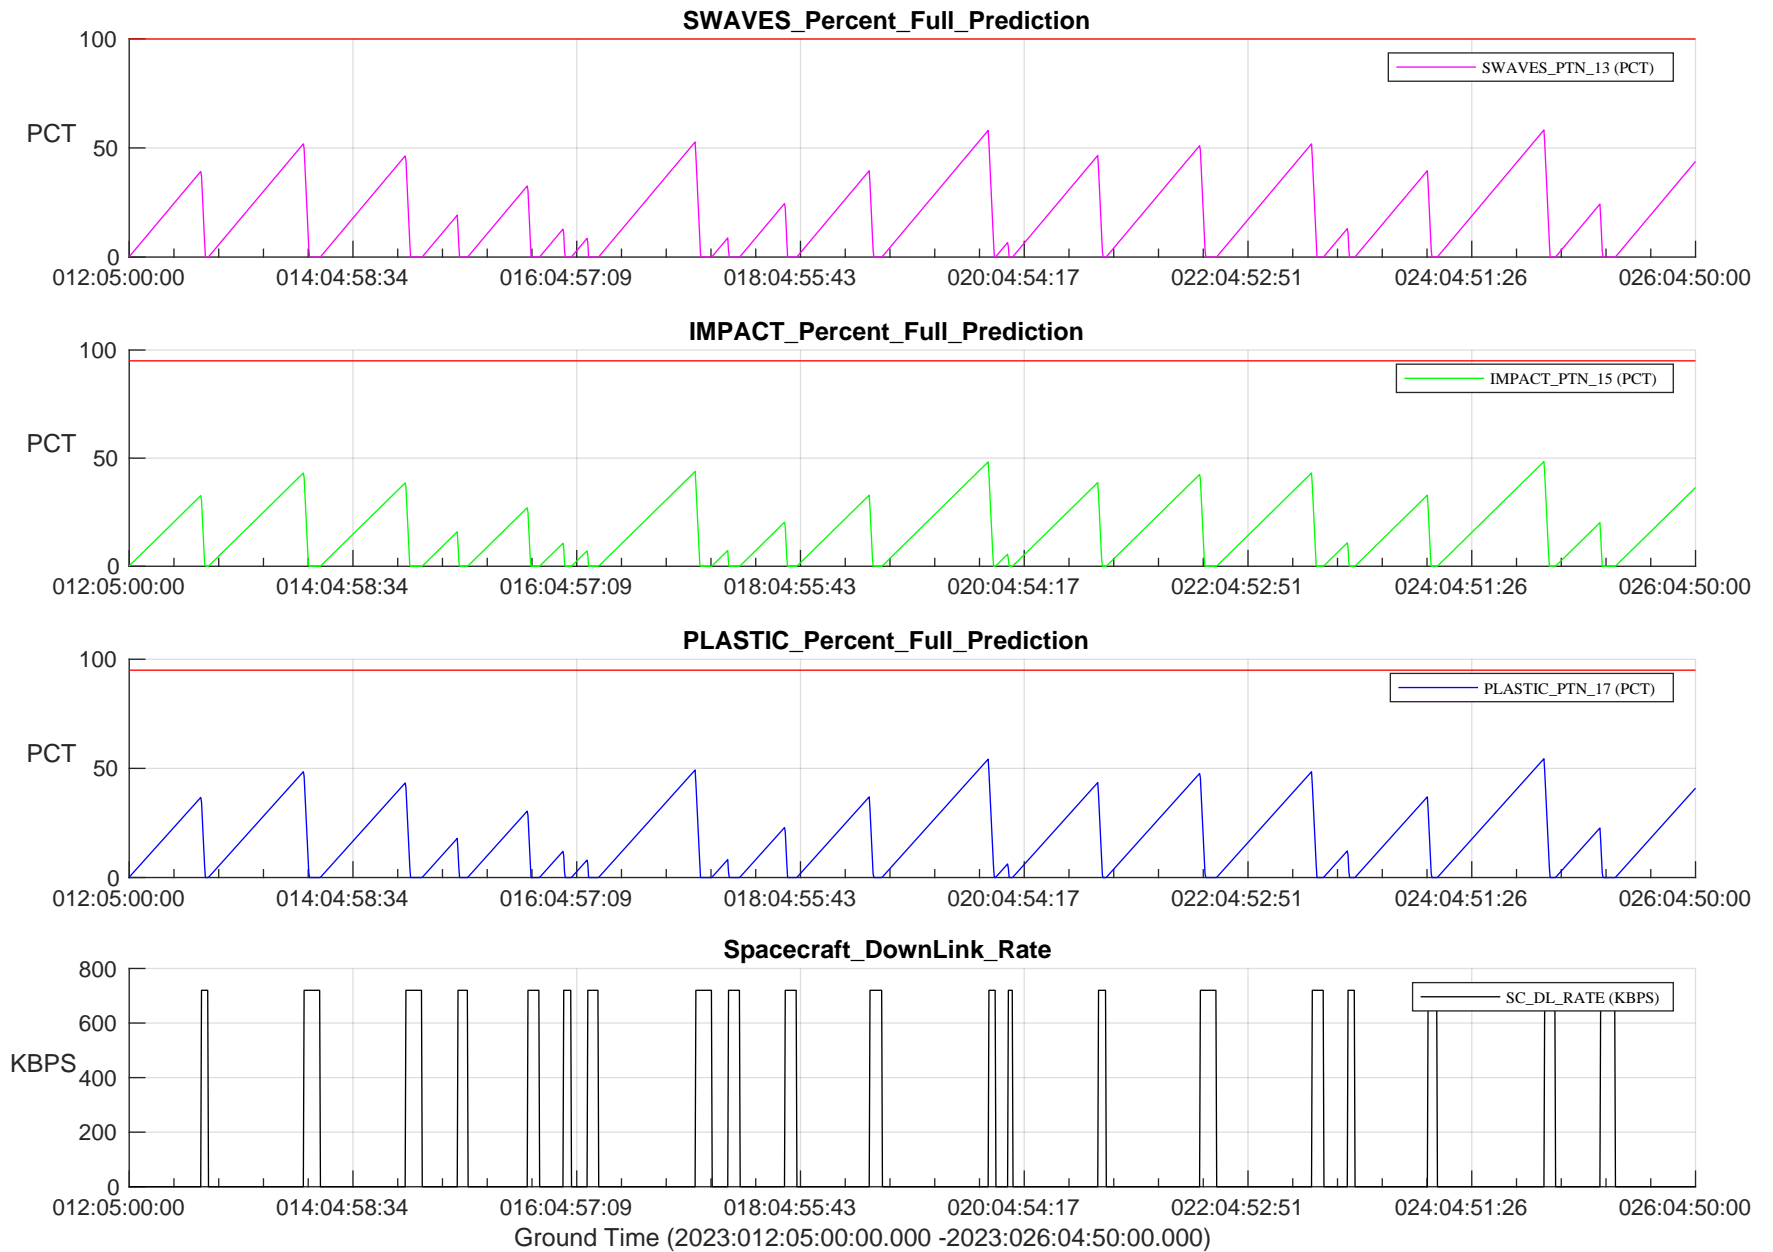 SWAVES_Percent_Full_Prediction
100
SWAVES_PTN_13 (PCT)
PCT
50
0
012:05:00:00 014:04:58:34 016:04:57:09 018:04:55:43 020:04:54:17 022:04:52:51 024:04:51:26 026:04:50:00
IMPACT_Percent_Full_Prediction
100
IMPACT_PTN_15 (PCT)
PCT
50
0
012:05:00:00 014:04:58:34 016:04:57:09 018:04:55:43 020:04:54:17 022:04:52:51 024:04:51:26 026:04:50:00
PLASTIC_Percent_Full_Prediction
100
PLASTIC_PTN_17 (PCT)
PCT
50
0
012:05:00:00 014:04:58:34 016:04:57:09 018:04:55:43 020:04:54:17 022:04:52:51 024:04:51:26 026:04:50:00
Spacecraft_DownLink_Rate
800
SC_DL_RATE (KBPS)
600
KBPS
400
200
0
012:05:00:00 014:04:58:34 016:04:57:09 018:04:55:43 020:04:54:17 022:04:52:51 024:04:51:26 026:04:50:00
Ground Time (2023:012:05:00:00.000 -2023:026:04:50:00.000)